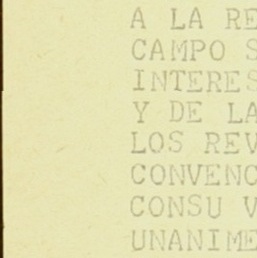 A LA RE
CAMPO S
INTERES
Y DE LA
LOS REV
CONVENC
CONSU V
UNANIME